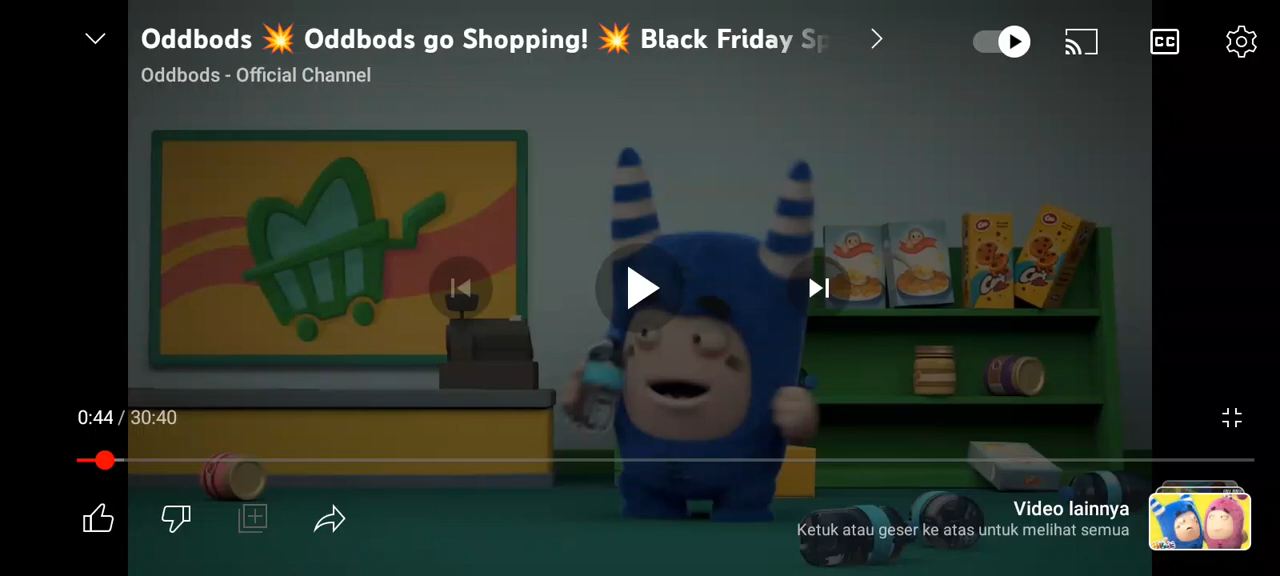 Oddbods 💥 Oddbods go Shopping! 💥 Black Friday Sp
Oddbods - Official Channel
CC
0:44 / 30:40
Video lainnya
Ketuk atau geser ke atas untuk melihat semua